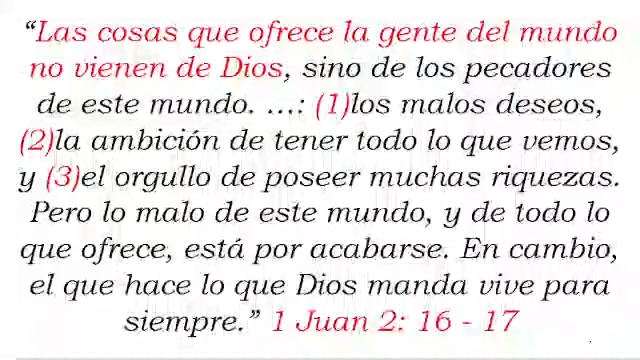 “Las cosas que ofrece la gente del mundo
no vienen de Dios, sino de los pecadores
de este mundo. …: (1)los malos deseos,
(2)la ambición de tener todo lo que vemos,
y (3)el orgullo de poseer muchas riquezas.
Pero lo malo de este mundo, y de todo lo
que ofrece, está por acabarse. En cambio,
el que hace lo que Dios manda vive para
siempre.” 1 Juan 2: 16 - 17